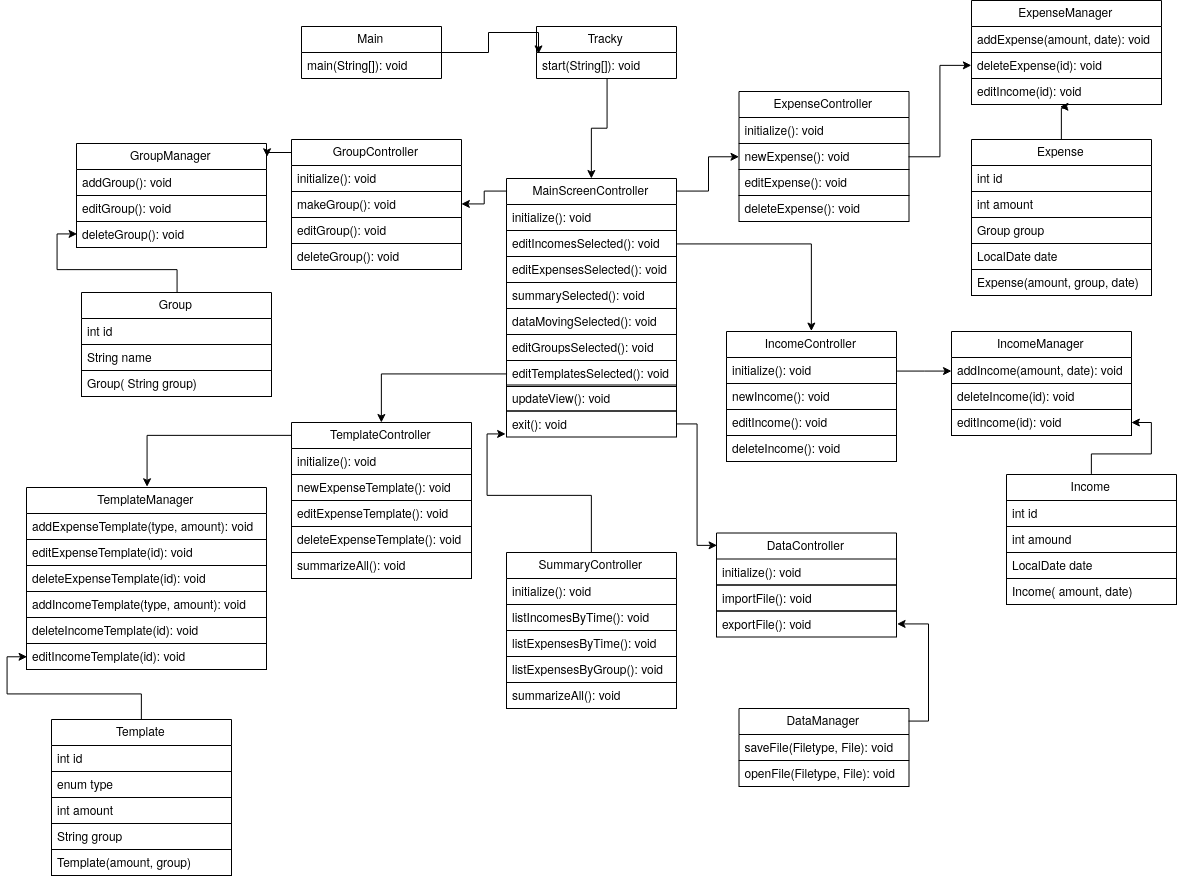 Main
main(String[]): void
Tracky
start(String[]): void
ExpenseManager
addExpense(amount, date): void
deleteExpense(id): void
editIncome(id): void
ExpenseController
initialize(): void
newExpense(): void
editExpense(): void
deleteExpense(): void
GroupManager
addGroup(): void
editGroup(): void
deleteGroup(): void
GroupController
initialize(): void
makeGroup(): void
editGroup(): void
deleteGroup(): void
MainScreenController
initialize(): void
editIncomesSelected(): void
editExpensesSelected(): void
summarySelected(): void
dataMovingSelected(): void
editGroupsSelected(): void
editTemplatesSelected(): void
updateView(): void
exit(): void
Expense
int id
int amount
Group group
LocalDate date
Expense(amount, group, date)
Group
int id
String name
Group( String group)
IncomeController
initialize(): void
newIncome(): void
editIncome(): void
deleteIncome(): void
IncomeManager
addIncome(amount, date): void
deleteIncome(id): void
editIncome(id): void
TemplateController
initialize(): void
newExpenseTemplate(): void
editExpenseTemplate(): void
deleteExpenseTemplate(): void
summarizeAll(): void
TemplateManager
addExpenseTemplate(type, amount): void
editExpenseTemplate(id): void
deleteExpenseTemplate(id): void
addIncomeTemplate(type, amount): void
deleteIncomeTemplate(id): void
editIncomeTemplate(id): void
Income
int id
int amound
LocalDate date
Income( amount, date)
SummaryController
initialize(): void
listIncomesByTime(): void
listExpensesByTime(): void
listExpensesByGroup(): void
summarizeAll(): void
DataController
initialize(): void
importFile(): void
exportFile(): void
DataManager
saveFile(Filetype, File): void
openFile(Filetype, File): void
Template
int id
enum type
int amount
String group
Template(amount, group)